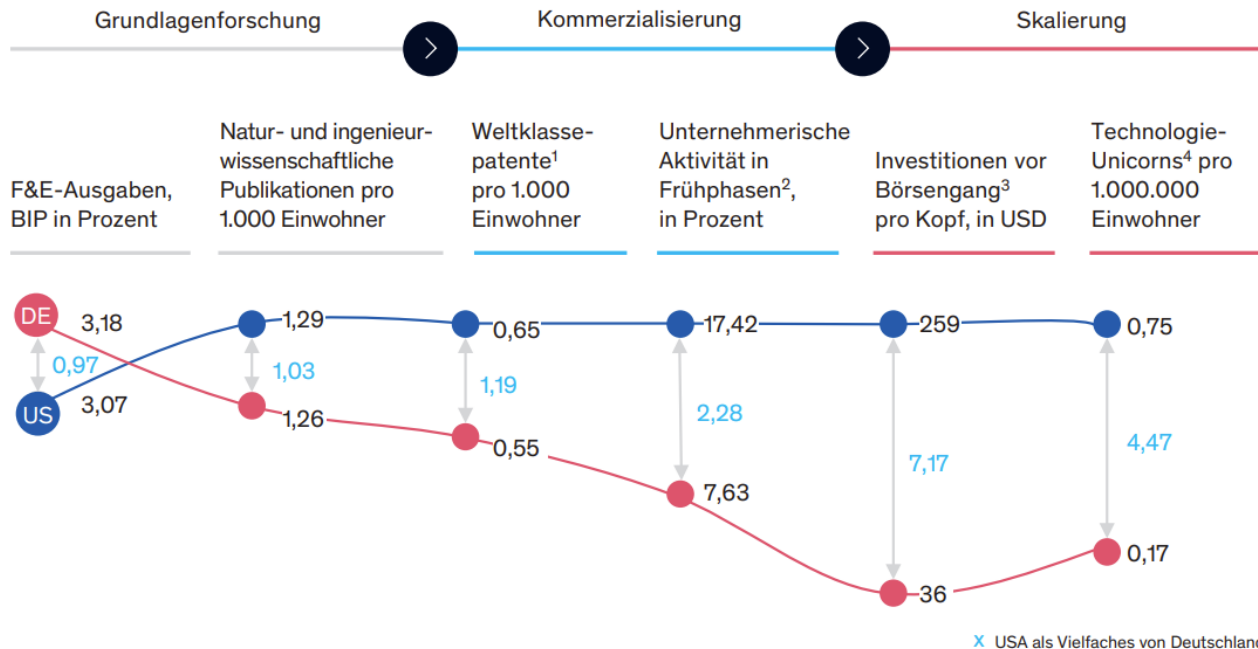 Grundlagenforschung
Kommerzialisierung
Skalierung
F&E-Ausgaben,
BIP in Prozent
Natur- und ingenieur-
wissenschaftliche
Publikationen pro
1.000 Einwohner
Weltklasse-
patente¹
pro 1.000
Einwohner
Unternehmerische
Aktivität in
Frühphasen²,
in Prozent
Investitionen vor
Börsengang³
pro Kopf, in USD
Technologie-
Unicorns⁴ pro
1.000.000
Einwohner
DE
3,18
0,97
US
3,07
1,29
1,03
1,26
0,65
1,19
0,55
17,42
2,28
7,63
259
7,17
36
0,75
4,47
0,17
X USA als Vielfaches von Deutschland